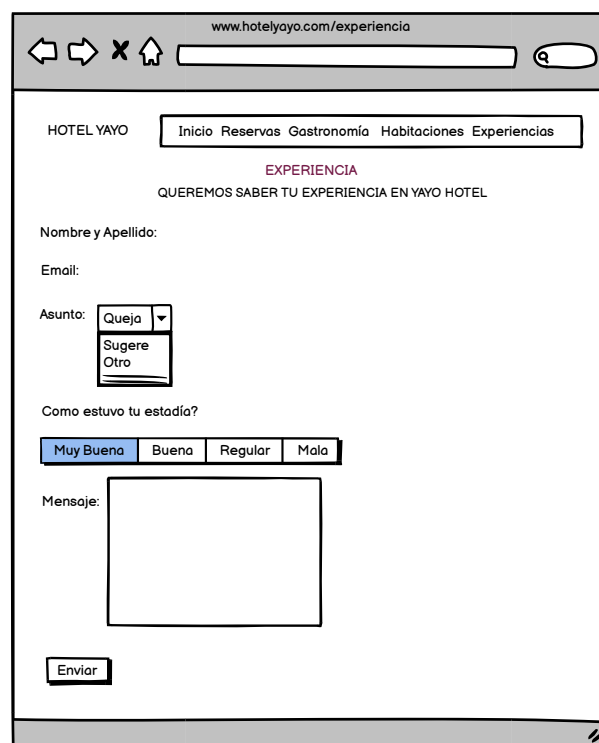 www.hotelyayo.com/experiencia
HOTEL YAYO
Inicio Reservas Gastronomía Habitaciones Experiencias
EXPERIENCIA
QUEREMOS SABER TU EXPERIENCIA EN YAYO HOTEL
Nombre y Apellido:
Email:
Asunto: Queja
Sugere
Otro
Como estuvo tu estadía?
Muy Buena Buena Regular Mala
Mensaje:
Enviar